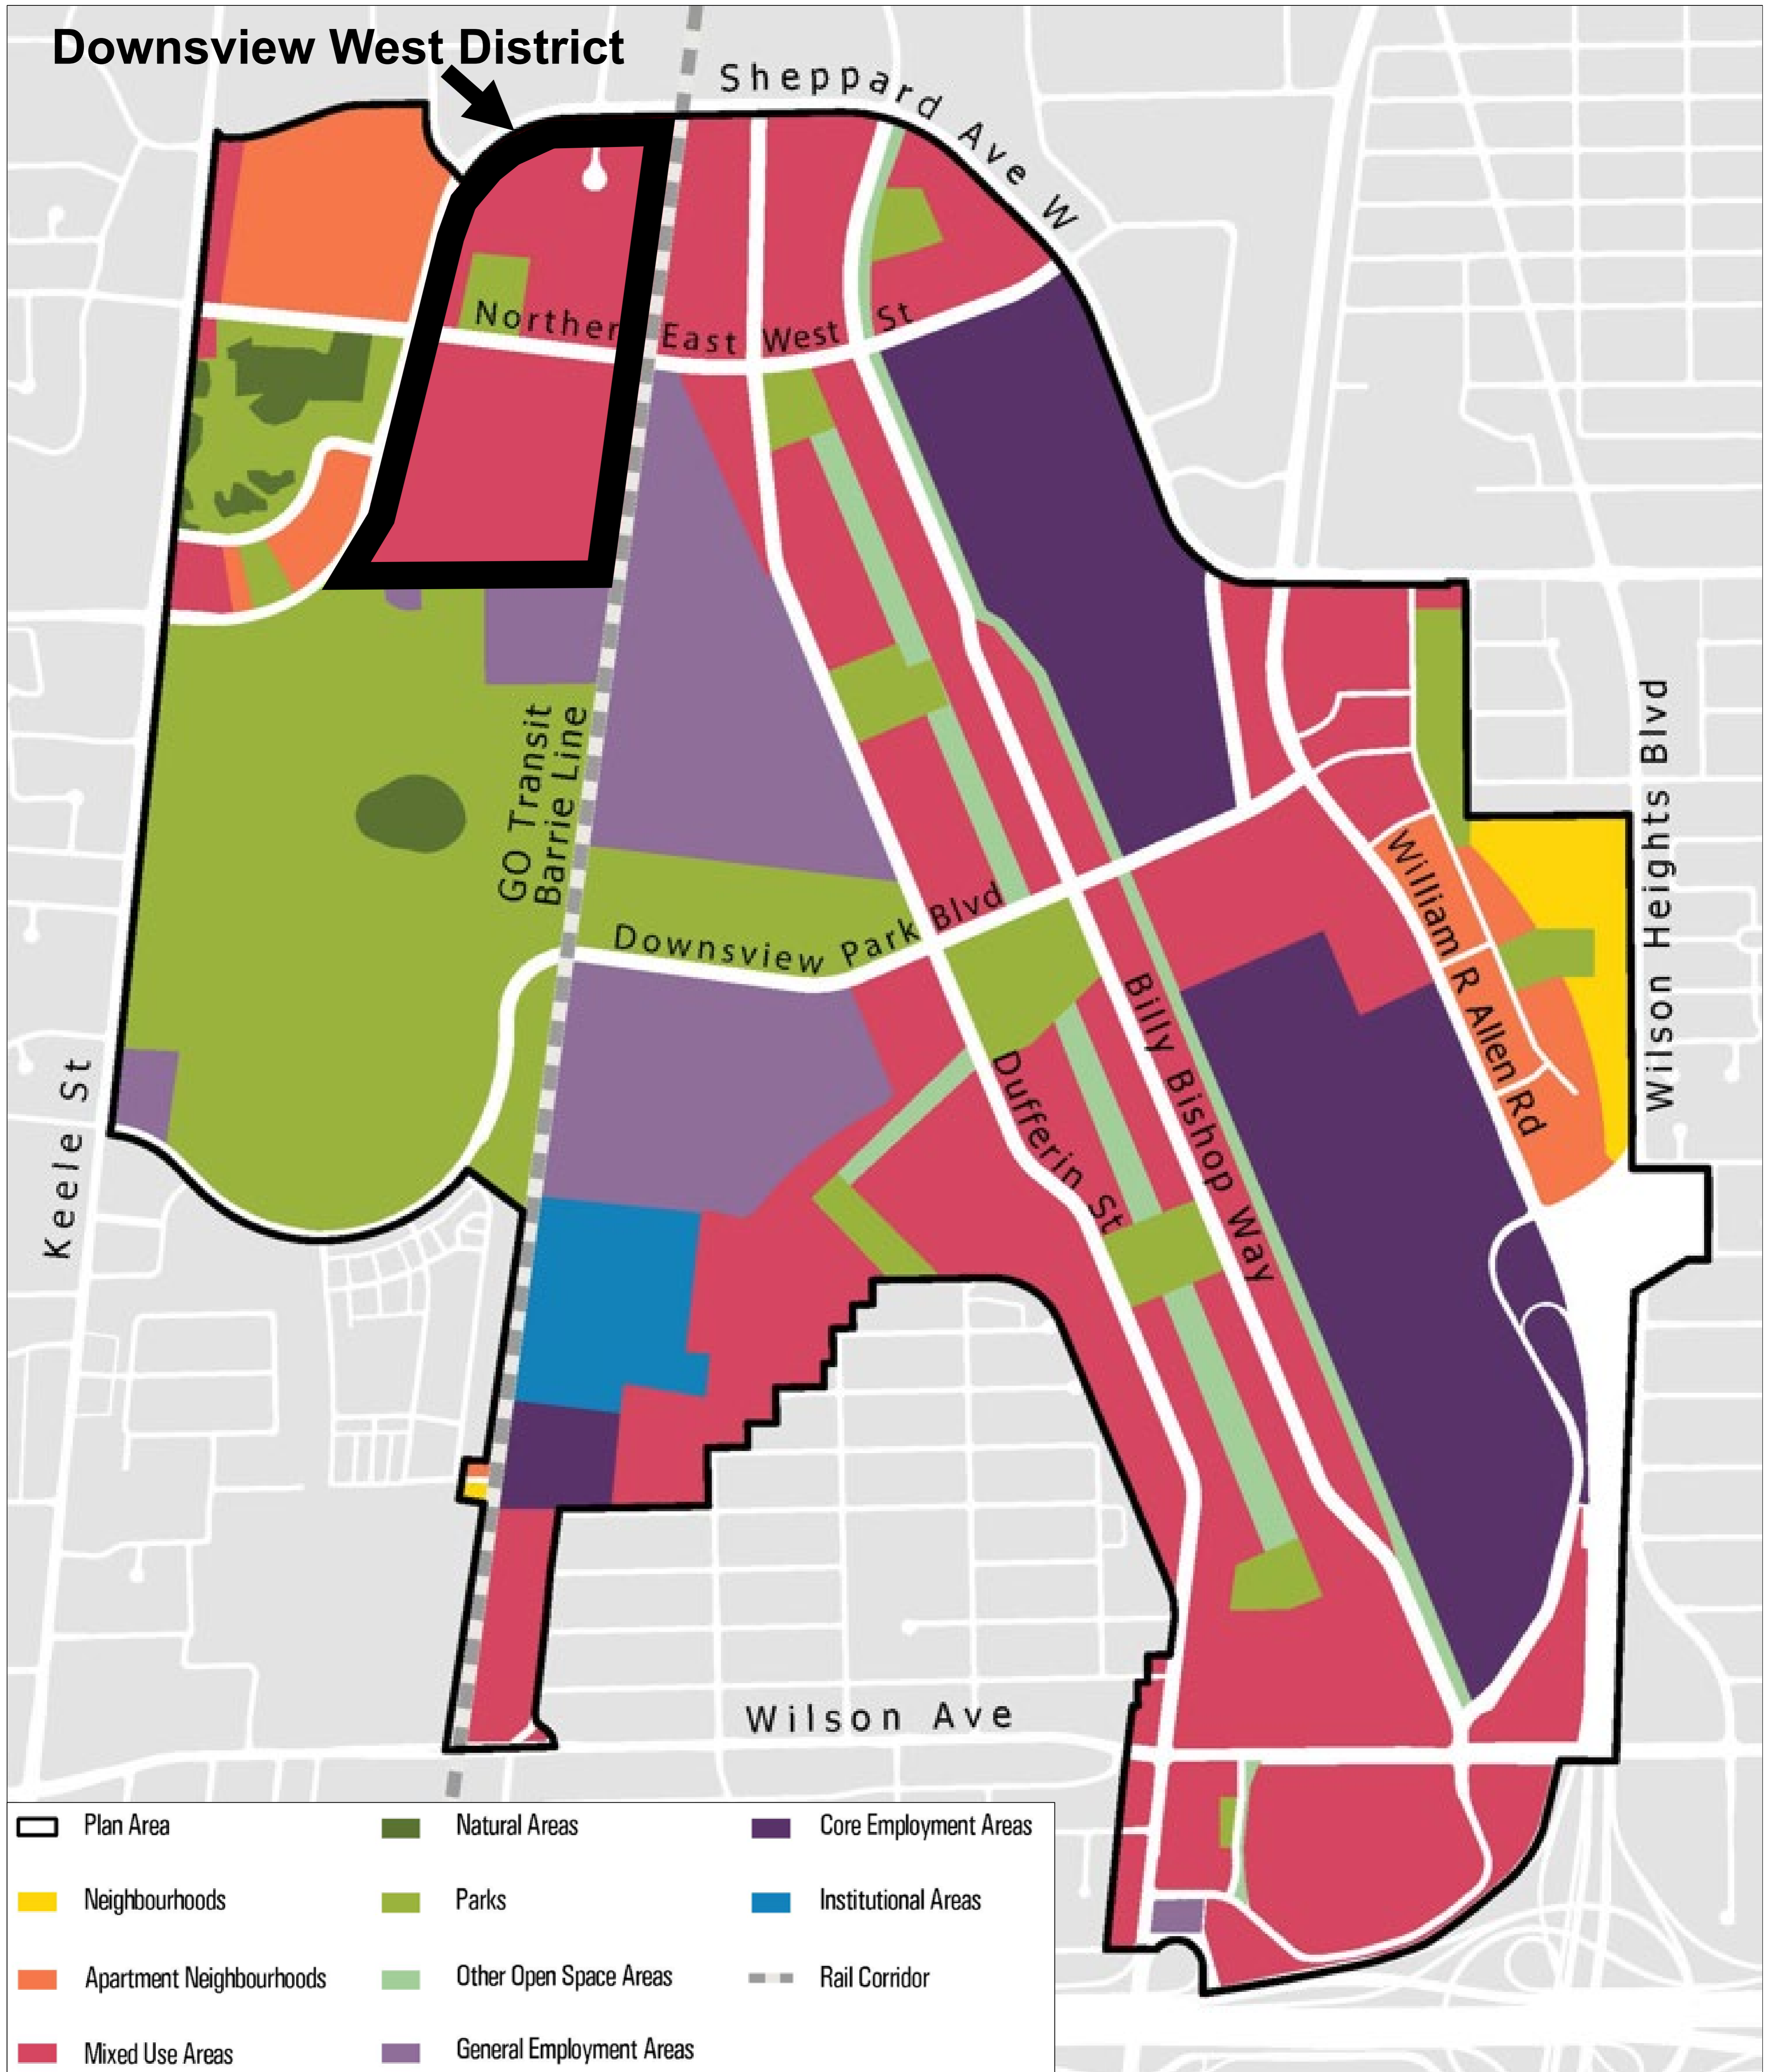 Downsview West District
Sheppard Ave W
Norther East West St
GO Transit
Barrie Line
Downsview Park Blvd
William R Allen Rd
Wilson Heights Blvd
Billy Bishop Way
Dufferin St
Keele St
Wilson Ave
Plan Area
Neighbourhoods
Apartment Neighbourhoods
Mixed Use Areas
Natural Areas
Parks
Other Open Space Areas
General Employment Areas
Core Employment Areas
Institutional Areas
Rail Corridor